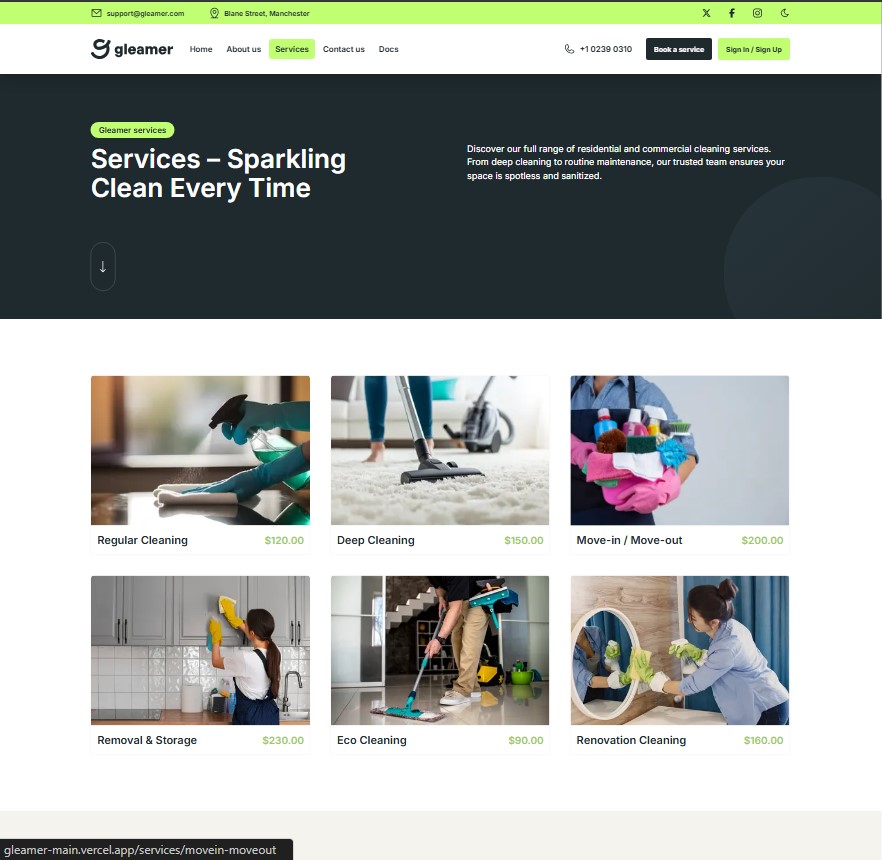 support@gleamer.com
Blane Street, Manchester
gleamer
Home
About us
Services
Contact us
Docs
+1 0239 0310
Book a service
Sign In / Sign Up
Gleamer services
Services – Sparkling
Clean Every Time
Discover our full range of residential and commercial cleaning services.
From deep cleaning to routine maintenance, our trusted team ensures your
space is spotless and sanitized.
Regular Cleaning
$120.00
Deep Cleaning
$150.00
Move-in / Move-out
$200.00
Removal & Storage
$230.00
Eco Cleaning
$90.00
Renovation Cleaning
$160.00
gleamer-main.vercel.app/services/movein-moveout